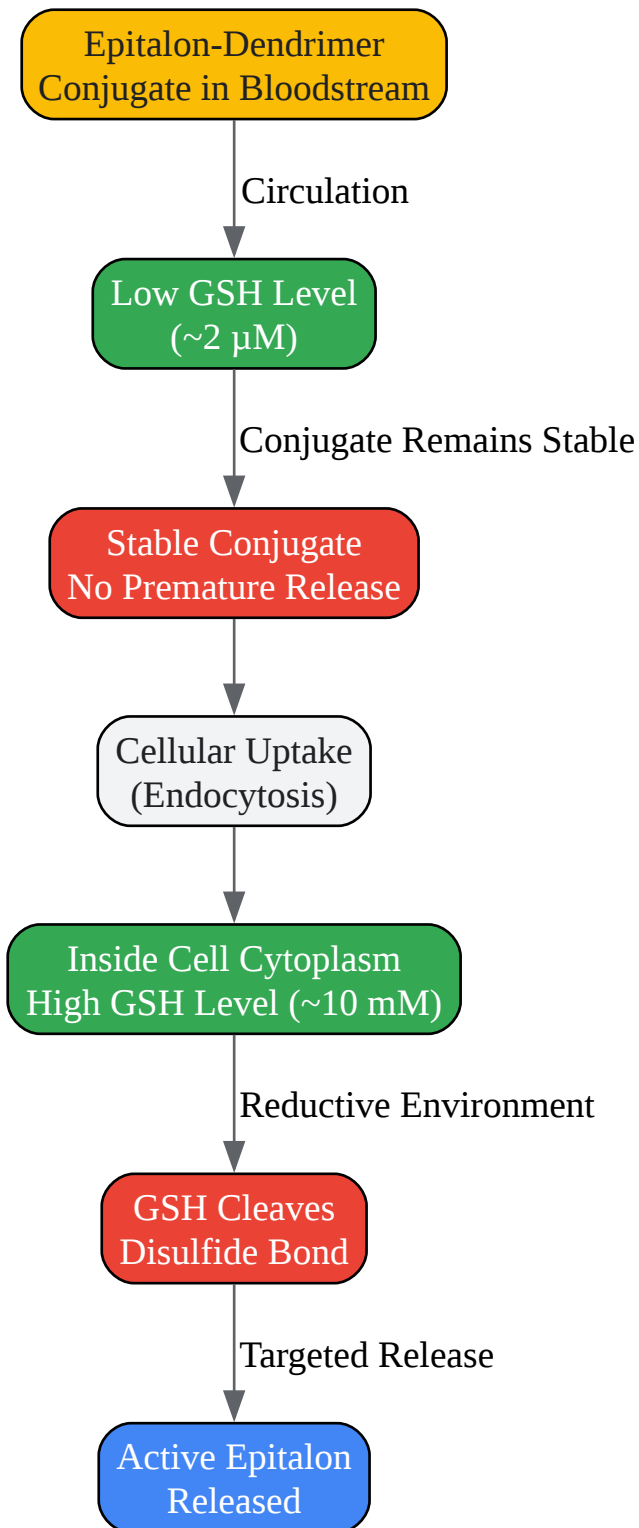 Epitalon-Dendrimer
Conjugate in Bloodstream
Circulation
Low GSH Level
(~2 µM)
Conjugate Remains Stable
Stable Conjugate
No Premature Release
Cellular Uptake
(Endocytosis)
Inside Cell Cytoplasm
High GSH Level (~10 mM)
Reductive Environment
GSH Cleaves
Disulfide Bond
Targeted Release
Active Epitalon
Released